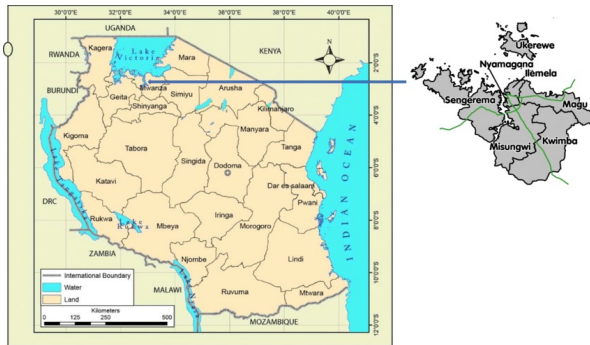 30°0'0"E 32°0'0"E 34°0'0"E 36°0'0"E 38°0'0"E 40°0'0"E
UGANDA
RWANDA
BURUNDI
KENYA
N
Kagera
Lake
Victoria
Mara
Mwanza
Geita
Simiyu
Arusha
Shinyanga
Kilimanjaro
Kigoma
Tabora
Manyara
Tanga
Singida
Dodoma
Dar es salaam
Pwani
Katavi
DRC
Lake Tanganyika
Rukwa
Lake
Rukwa
Mbeya
Iringa
Morogoro
ZAMBIA
Njombe
Lindi
Ruvuma
Mtwara
MALAWI
MOZAMBIQUE
INDIAN OCEAN
2°0'0"S
4°0'0"S
6°0'0"S
8°0'0"S
10°0'0"S
12°0'0"S
International Boundary
Water
Land
Kilometers
0 125 250 500
Ukerewe
Nyamagana
Ilemela
Sengerema
Magu
Kwimba
Misungwi